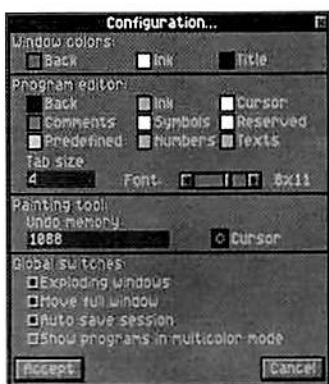 Configuration...
Window colors:
Back Ink Title
Program editor:
Back Ink Cursor
Comments Symbols Reserved
Predefined Numbers Texts
Tab size
4 Font: 8x11
Painting tool:
Undo memory:
1088 Cursor
Global switches:
Exploding windows
Move full window
Auto save session
Show programs in multicolor mode
Accept Cancel